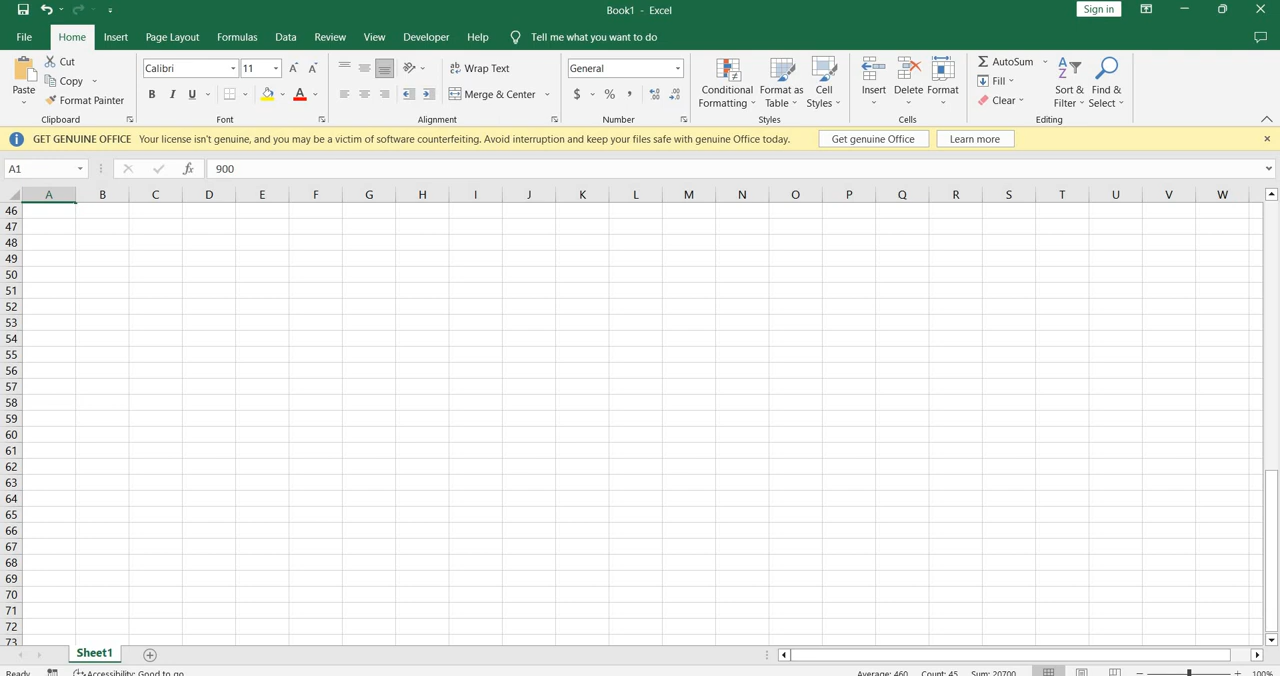 Book1 - Excel
Sign in
File Home Insert Page Layout Formulas Data Review View Developer Help Tell me what you want to do
Paste
Cut
Copy
Format Painter
Clipboard
Calibri 11
B I U
Font
Wrap Text
Merge & Center
Alignment
General
$ % ,
Number
Conditional Formatting
Format as Table
Cell Styles
Styles
Insert Delete Format
Cells
AutoSum
Fill
Clear
Sort & Filter
Find & Select
Editing
GET GENUINE OFFICE Your license isn't genuine, and you may be a victim of software counterfeiting. Avoid interruption and keep your files safe with genuine Office today. Get genuine Office Learn more
A1 fx 900
A B C D E F G H I J K L M N O P Q R S T U V W
46
47
48
49
50
51
52
53
54
55
56
57
58
59
60
61
62
63
64
65
66
67
68
69
70
71
72
73
Sheet1
Ready Accessibility: Good to go Average: 460 Count: 45 Sum: 20700 100%